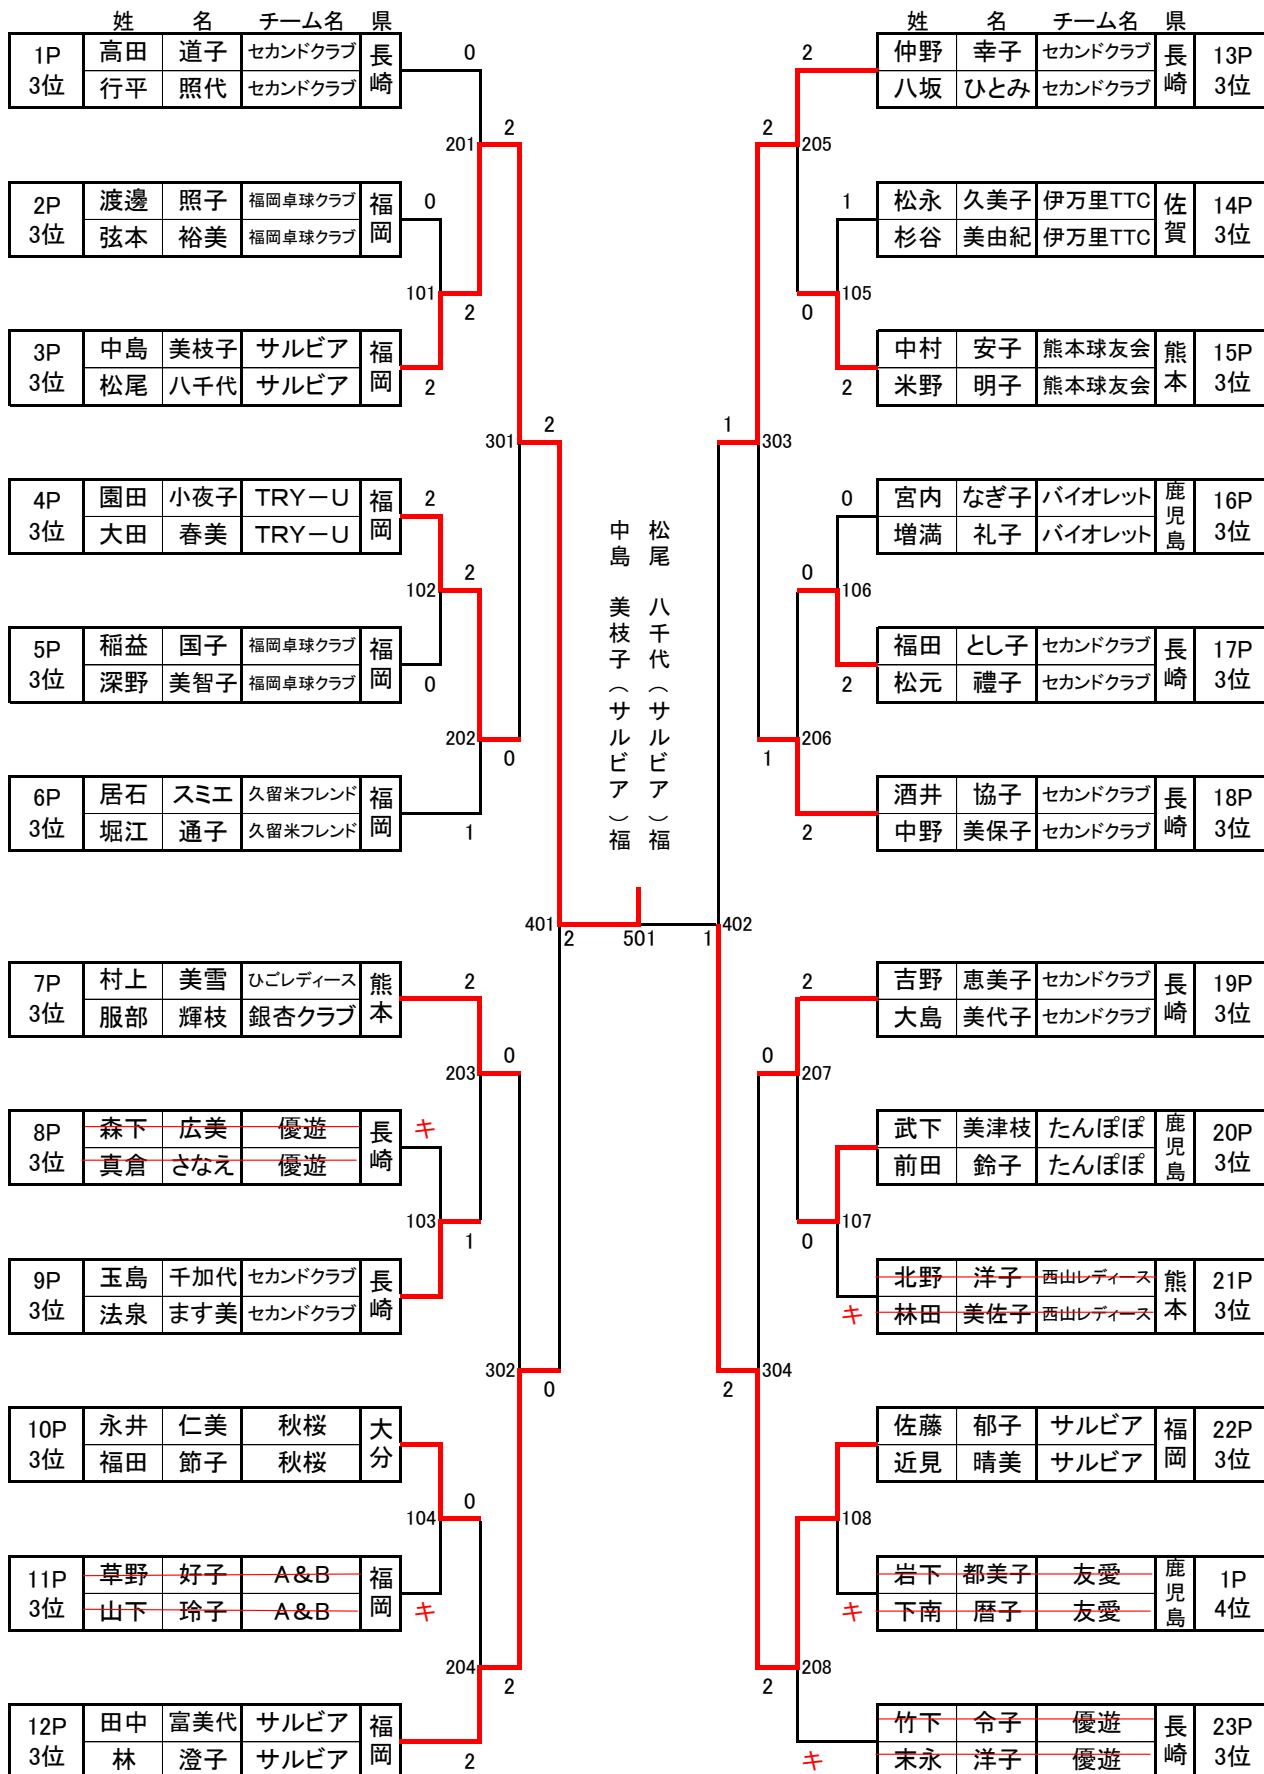 姓 名 チーム名 県
1P 高田 道子 セカンドクラブ 長崎 0
3位 行平 照代 セカンドクラブ
201 2
2P 渡邊 照子 福岡卓球クラブ 福岡 0
3位 弦本 裕美 福岡卓球クラブ
101 2
3P 中島 美枝子 サルビア 福岡
3位 松尾 八千代 サルビア 2
301 2
4P 園田 小夜子 TRY－U 福岡 2
3位 大田 春美 TRY－U
102 2
5P 稲益 国子 福岡卓球クラブ 福岡
3位 深野 美智子 福岡卓球クラブ 0
202 0
6P 居石 スミエ 久留米フレンド 福岡
3位 堀江 通子 久留米フレンド 1
401 2
7P 村上 美雪 ひごレディース 熊本 2
3位 服部 輝枝 銀杏クラブ
203 0
8P 森下 広美 優遊 長崎 キ
3位 真倉 さなえ 優遊
103 1
9P 玉島 千加代 セカンドクラブ 長崎
3位 法泉 ます美 セカンドクラブ
302 0
10P 永井 仁美 秋桜 大分
3位 福田 節子 秋桜
104 0
11P 草野 好子 A&B 福岡
3位 山下 玲子 A&B キ
204 2
12P 田中 富美代 サルビア 福岡
3位 林 澄子 サルビア 2
松尾 八千代（サルビア）福
中島 美枝子（サルビア）福
501
姓 名 チーム名 県
2 仲野 幸子 セカンドクラブ 長崎 13P
八坂 ひとみ セカンドクラブ 3位
2 205
1 松永 久美子 伊万里TTC 佐賀 14P
杉谷 美由紀 伊万里TTC 3位
0 105
中村 安子 熊本球友会 熊本 15P
2 米野 明子 熊本球友会 3位
1 303
0 宮内 なぎ子 バイオレット 鹿児島 16P
増満 礼子 バイオレット 3位
0 106
福田 とし子 セカンドクラブ 長崎 17P
2 松元 禮子 セカンドクラブ 3位
1 206
酒井 協子 セカンドクラブ 長崎 18P
2 中野 美保子 セカンドクラブ 3位
1 402
2 吉野 恵美子 セカンドクラブ 長崎 19P
大島 美代子 セカンドクラブ 3位
0 207
武下 美津枝 たんぽぽ 鹿児島 20P
前田 鈴子 たんぽぽ 3位
0 107
北野 洋子 西山レディース 熊本 21P
キ 林田 美佐子 西山レディース 3位
2 304
佐藤 郁子 サルビア 福岡 22P
近見 晴美 サルビア 3位
108
岩下 都美子 友愛 鹿児島 1P
キ 下南 暦子 友愛 4位
2 208
竹下 令子 優遊 長崎 23P
キ 末永 洋子 優遊 3位